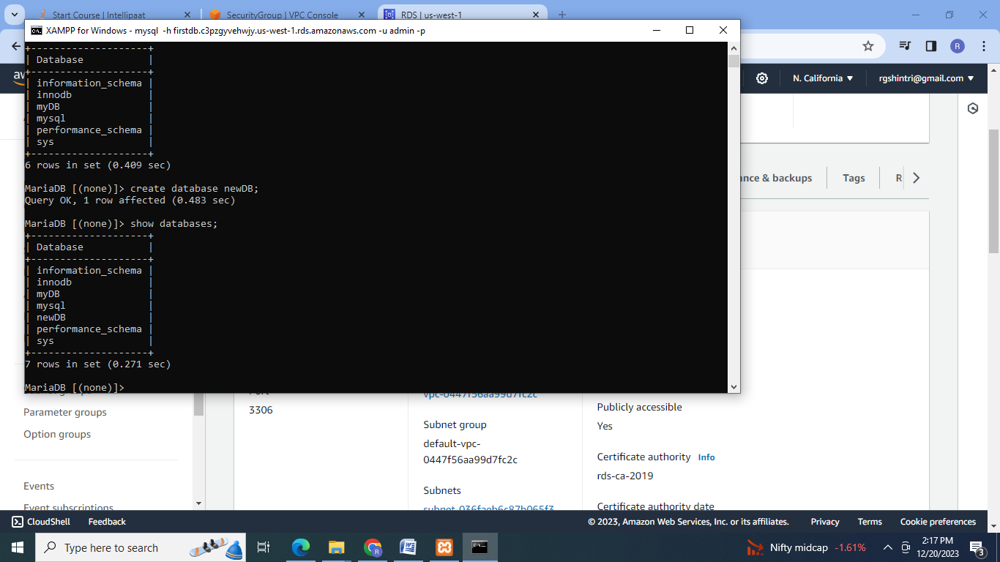 Start Course | Intellipaat
SecurityGroup | VPC Console
RDS | us-west-1
XAMPP for Windows - mysql -h firstdb.c3pzgyvehwjy.us-west-1.rds.amazonaws.com -u admin -p
R
N. California
rgshintri@gmail.com
+--------------------+
| Database           |
+--------------------+
| information_schema |
| innodb             |
| myDB               |
| mysql              |
| performance_schema |
| sys                |
+--------------------+
6 rows in set (0.409 sec)
MariaDB [(none)]> create database newDB;
Query OK, 1 row affected (0.483 sec)
MariaDB [(none)]> show databases;
+--------------------+
| Database           |
+--------------------+
| information_schema |
| innodb             |
| myDB               |
| mysql              |
| newDB              |
| performance_schema |
| sys                |
+--------------------+
7 rows in set (0.271 sec)
MariaDB [(none)]>
& backups
Tags
Parameter groups
Option groups
Events
Event subscriptions
3306
vpc-0447f56aa99d7fc2c
Subnet group
default-vpc-
0447f56aa99d7fc2c
Subnets
Publicly accessible
Yes
Certificate authority Info
rds-ca-2019
Certificate authority date
CloudShell
Feedback
© 2023, Amazon Web Services, Inc. or its affiliates.
Privacy
Terms
Cookie preferences
Type here to search
Nifty midcap -1.61%
2:17 PM
12/20/2023
3